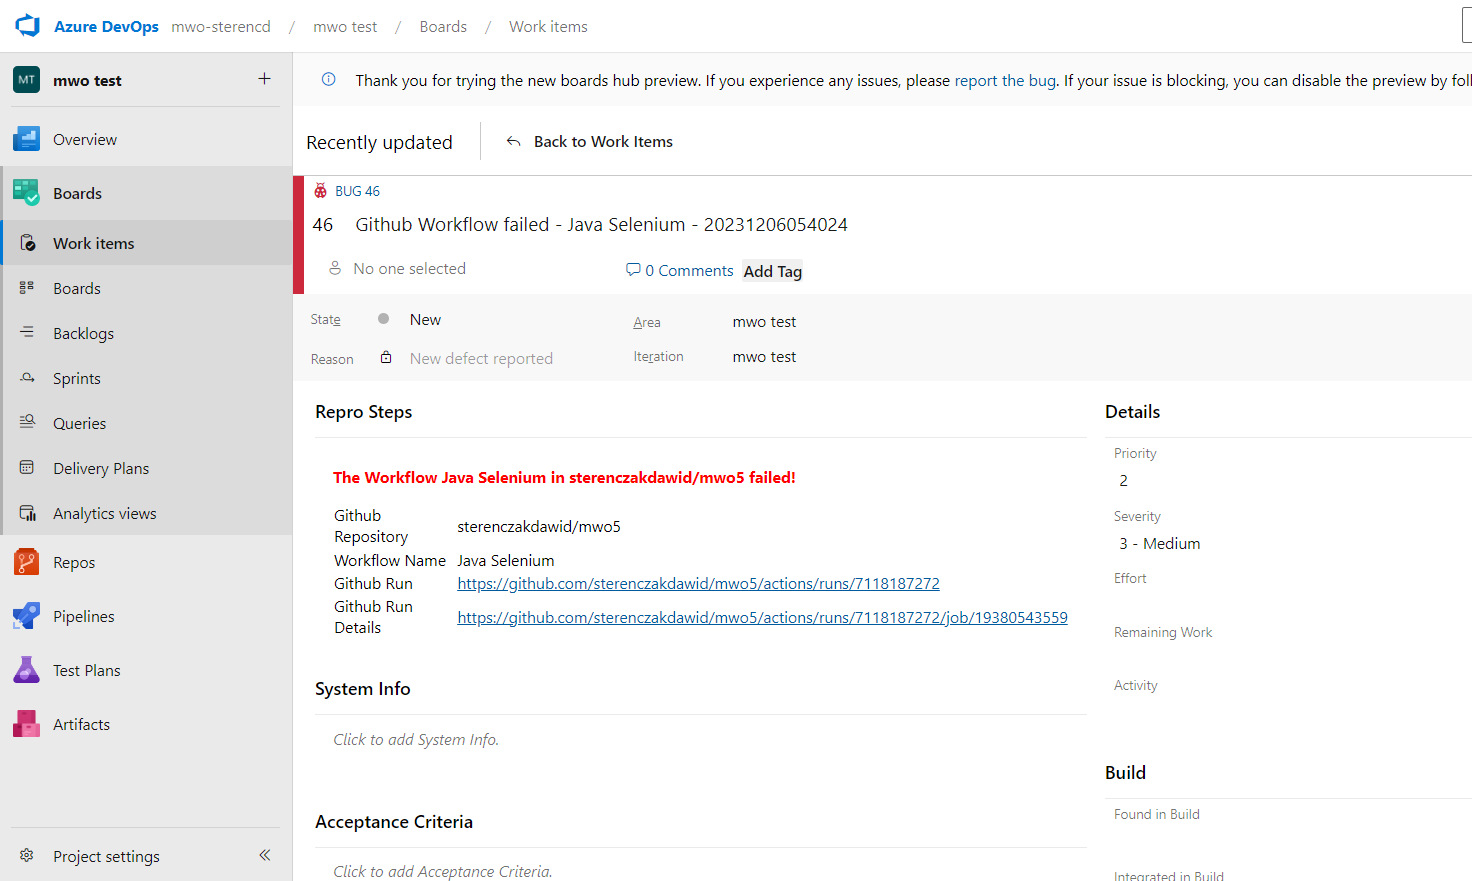 Azure DevOps mwo-sterencd / mwo test / Boards / Work items
MT mwo test +
Thank you for trying the new boards hub preview. If you experience any issues, please report the bug. If your issue is blocking, you can disable the preview by foll
Overview
Boards
Work items
Boards
Backlogs
Sprints
Queries
Delivery Plans
Analytics views
Repos
Pipelines
Test Plans
Artifacts
Project settings
Recently updated
Back to Work Items
BUG 46
46 Github Workflow failed - Java Selenium - 20231206054024
No one selected
0 Comments Add Tag
State New
Area mwo test
Reason New defect reported
Iteration mwo test
Repro Steps
The Workflow Java Selenium in sterenczakdawid/mwo5 failed!
Github
Repository sterenczakdawid/mwo5
Workflow Name Java Selenium
Github Run https://github.com/sterenczakdawid/mwo5/actions/runs/7118187272
Github Run
Details https://github.com/sterenczakdawid/mwo5/actions/runs/7118187272/job/19380543559
System Info
Click to add System Info.
Acceptance Criteria
Click to add Acceptance Criteria.
Details
Priority
2
Severity
3 - Medium
Effort
Remaining Work
Activity
Build
Found in Build
Integrated in Build